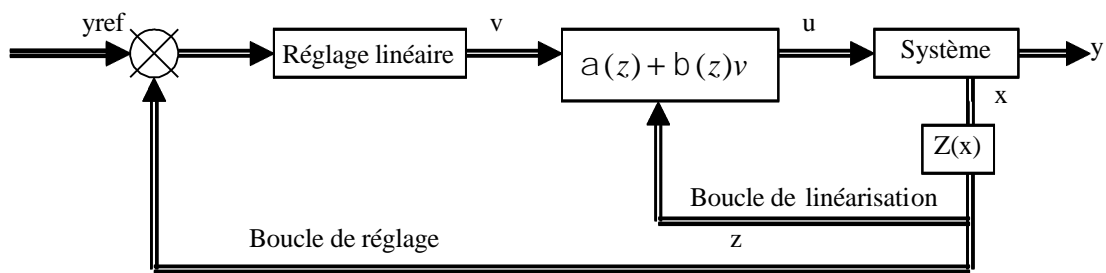 yref
Réglage linéaire
v
a(z) + b(z)v
u
Système
y
x
Z(x)
Boucle de linéarisation
z
Boucle de réglage